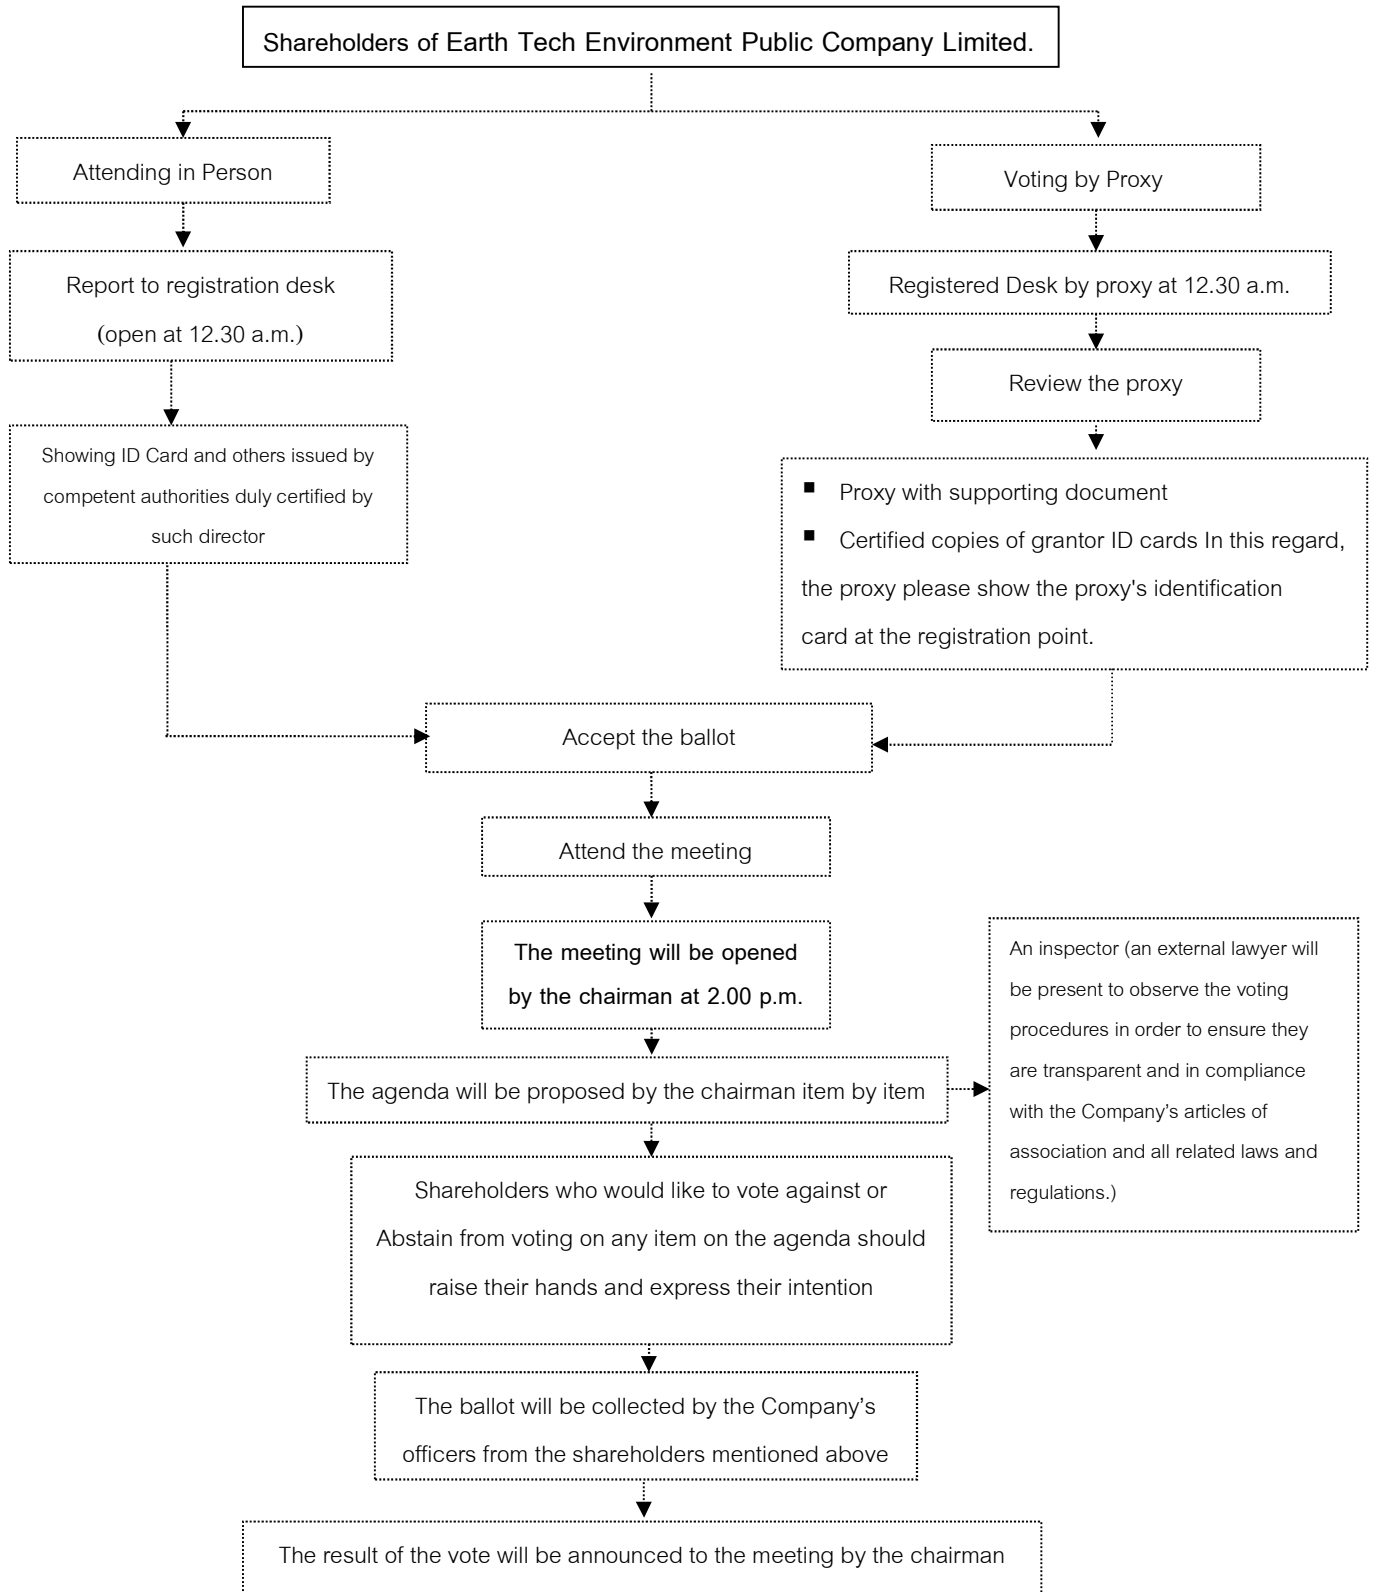 Shareholders of Earth Tech Environment Public Company Limited.
Attending in Person
Voting by Proxy
Report to registration desk
(open at 12.30 a.m.)
Registered Desk by proxy at 12.30 a.m.
Review the proxy
Showing ID Card and others issued by
competent authorities duly certified by
such director
▪ Proxy with supporting document
▪ Certified copies of grantor ID cards In this regard,
the proxy please show the proxy's identification
card at the registration point.
Accept the ballot
Attend the meeting
The meeting will be opened
by the chairman at 2.00 p.m.
An inspector (an external lawyer will
be present to observe the voting
procedures in order to ensure they
are transparent and in compliance
with the Company's articles of
association and all related laws and
regulations.)
The agenda will be proposed by the chairman item by item
Shareholders who would like to vote against or
Abstain from voting on any item on the agenda should
raise their hands and express their intention
The ballot will be collected by the Company's
officers from the shareholders mentioned above
The result of the vote will be announced to the meeting by the chairman